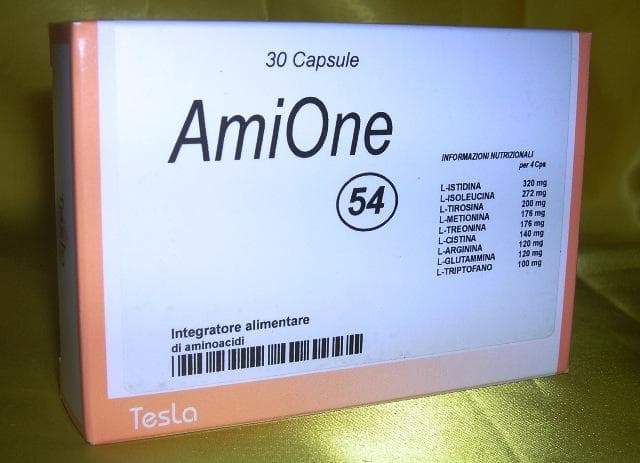 30 Capsule
AmiOne
54
INFORMAZIONI NUTRIZIONALI
per 4 Cps
L-ISTIDINA 320 mg
L-ISOLEUCINA 272 mg
L-TIROSINA 200 mg
L-METIONINA 176 mg
L-TREONINA 176 mg
L-CISTINA 140 mg
L-ARGININA 120 mg
L-GLUTAMMINA 120 mg
L-TRIPTOFANO 100 mg
Integratore alimentare
di aminoacidi
Tesla
Tesla